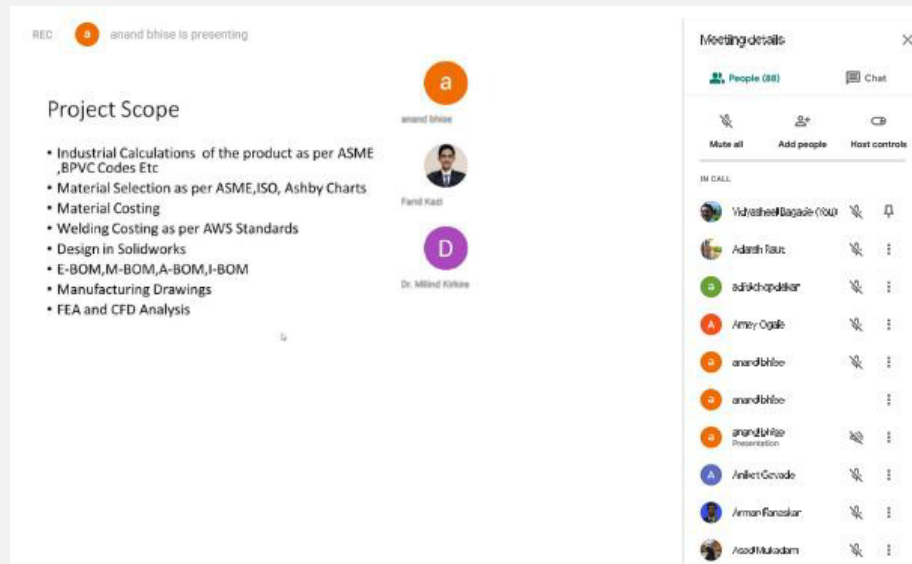 REC a anand bhise is presenting
Project Scope
• Industrial Calculations of the product as per ASME
,BPVC Codes Etc
• Material Selection as per ASME,ISO, Ashby Charts
• Material Costing
• Welding Costing as per AWS Standards
• Design in Solidworks
• E-BOM,M-BOM,A-BOM,I-BOM
• Manufacturing Drawings
• FEA and CFD Analysis
a
anand bhise
Farid Kazi
D
Dr. Milind Kirkire
Meeting details
People (88) Chat
Mute all Add people Host controls
IN CALL
Vidyasheel Bagade (You)
Adarsh Raut
a
A Amey Ogale
a anand bhise
a anand bhise
a anand bhise
Presentation
A Aniket Gavade
Arman
Asad Mukadam